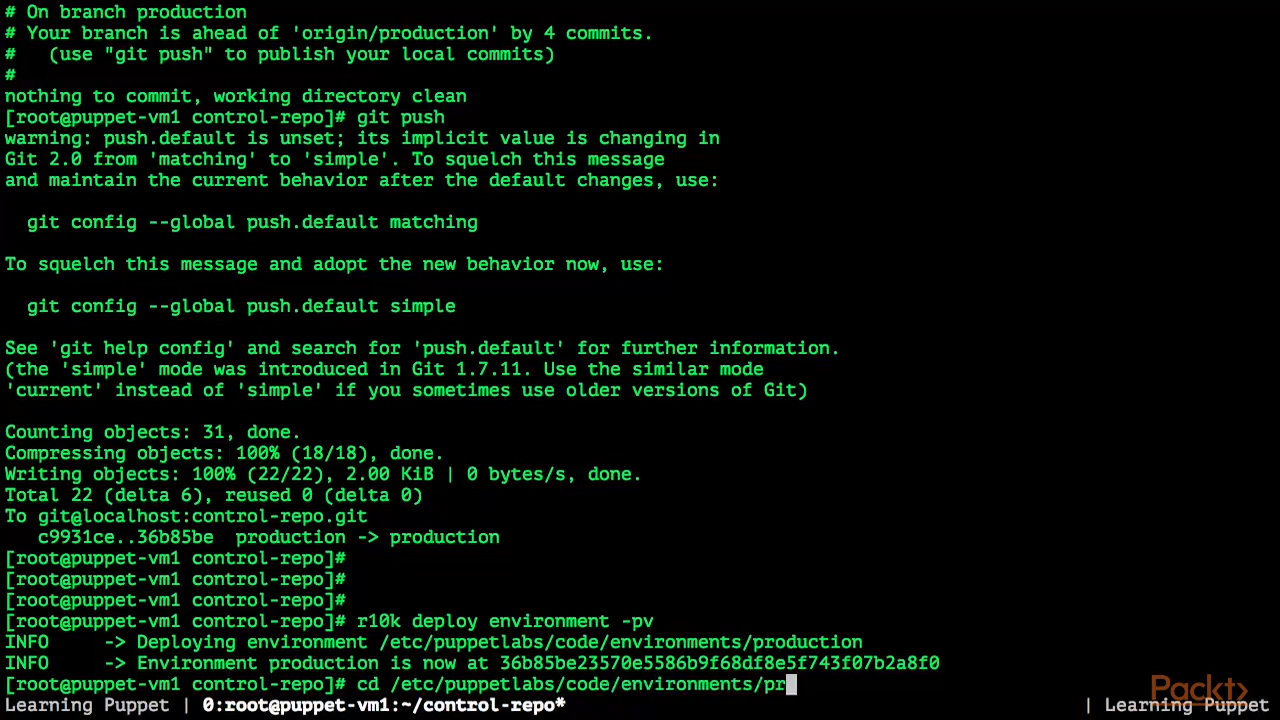 # On branch production
# Your branch is ahead of 'origin/production' by 4 commits.
#   (use "git push" to publish your local commits)
#
nothing to commit, working directory clean
[root@puppet-vm1 control-repo]# git push
warning: push.default is unset; its implicit value is changing in
Git 2.0 from 'matching' to 'simple'. To squelch this message
and maintain the current behavior after the default changes, use:
  git config --global push.default matching
To squelch this message and adopt the new behavior now, use:
  git config --global push.default simple
See 'git help config' and search for 'push.default' for further information.
(the 'simple' mode was introduced in Git 1.7.11. Use the similar mode
'current' instead of 'simple' if you sometimes use older versions of Git)
Counting objects: 31, done.
Compressing objects: 100% (18/18), done.
Writing objects: 100% (22/22), 2.00 KiB | 0 bytes/s, done.
Total 22 (delta 6), reused 0 (delta 0)
To git@localhost:control-repo.git
   c9931ce..36b85be  production -> production
[root@puppet-vm1 control-repo]#
[root@puppet-vm1 control-repo]#
[root@puppet-vm1 control-repo]#
[root@puppet-vm1 control-repo]# r10k deploy environment -pv
INFO     -> Deploying environment /etc/puppetlabs/code/environments/production
INFO     -> Environment production is now at 36b85be23570e5586b9f68df8e5f743f07b2a8f0
[root@puppet-vm1 control-repo]# cd /etc/puppetlabs/code/environments/pr
Packt>
Learning Puppet | 0:root@puppet-vm1:~/control-repo* | Learning Puppet